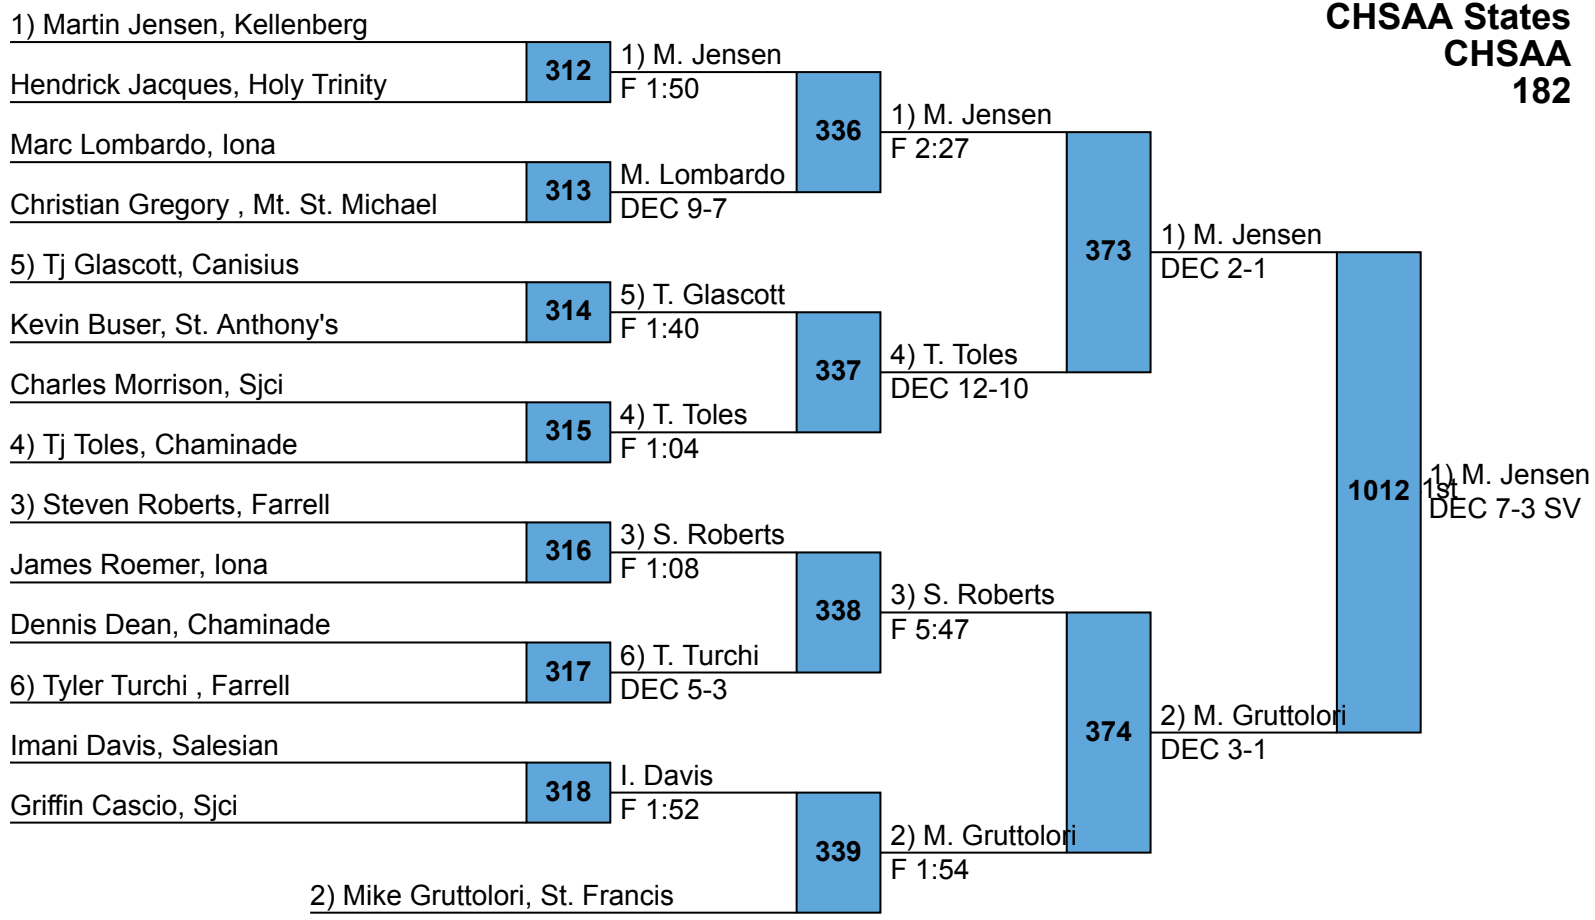 CHSAA States
CHSAA
182
1) Martin Jensen, Kellenberg
312
1) M. Jensen
F 1:50
Hendrick Jacques, Holy Trinity
336
1) M. Jensen
F 2:27
Marc Lombardo, Iona
313
M. Lombardo
DEC 9-7
Christian Gregory , Mt. St. Michael
373
1) M. Jensen
DEC 2-1
5) Tj Glascott, Canisius
314
5) T. Glascott
F 1:40
Kevin Buser, St. Anthony's
337
4) T. Toles
DEC 12-10
Charles Morrison, Sjci
315
4) T. Toles
F 1:04
4) Tj Toles, Chaminade
1012
1st
1) M. Jensen
DEC 7-3 SV
3) Steven Roberts, Farrell
316
3) S. Roberts
F 1:08
James Roemer, Iona
338
3) S. Roberts
F 5:47
Dennis Dean, Chaminade
317
6) T. Turchi
DEC 5-3
6) Tyler Turchi , Farrell
374
2) M. Gruttolori
DEC 3-1
Imani Davis, Salesian
318
I. Davis
F 1:52
Griffin Cascio, Sjci
339
2) M. Gruttolori
F 1:54
2) Mike Gruttolori, St. Francis